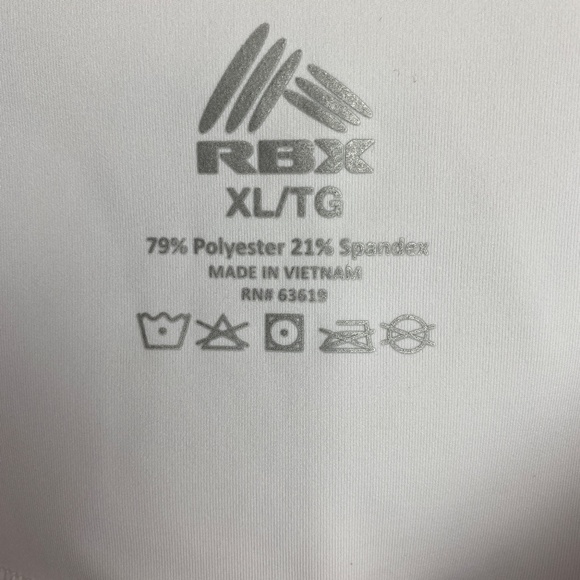 RBX
XL/TG
79% Polyester 21% Spandex
MADE IN VIETNAM
RN# 63619